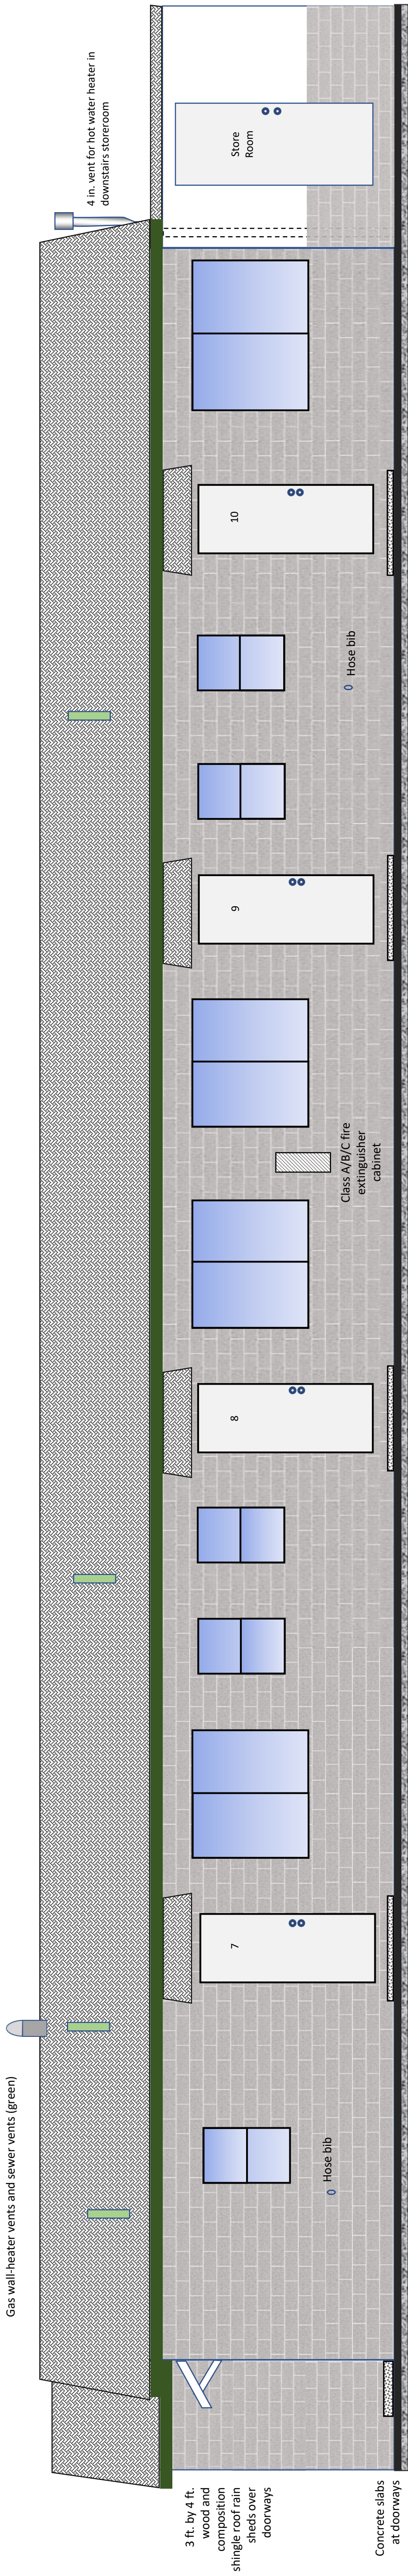 Gas wall-heater vents and sewer vents (green)
4 in. vent for hot water heater in
downstairs storeroom
3 ft. by 4 ft.
wood and
composition
shingle roof rain
sheds over
doorways
7
8
9
10
Store
Room
Hose bib
Class A/B/C fire
extinguisher
cabinet
Hose bib
Concrete slabs
at doorways